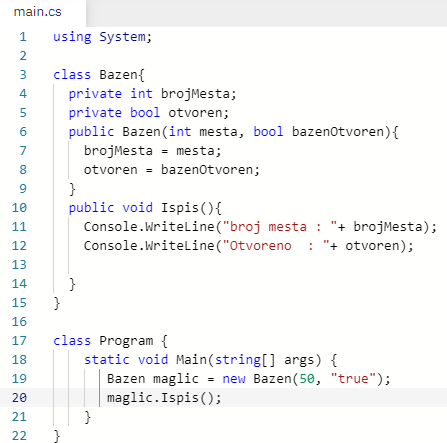 main.cs
1 using System;
2
3 class Bazen{
4   private int brojMesta;
5   private bool otvoren;
6   public Bazen(int mesta, bool bazenOtvoren){
7     brojMesta = mesta;
8     otvoren = bazenOtvoren;
9   }
10   public void Ispis(){
11     Console.WriteLine("broj mesta : "+ brojMesta);
12     Console.WriteLine("Otvoreno  : "+ otvoren);
13
14   }
15 }
16
17 class Program {
18     static void Main(string[] args) {
19        Bazen maglic = new Bazen(50, "true");
20        maglic.Ispis();
21     }
22 }